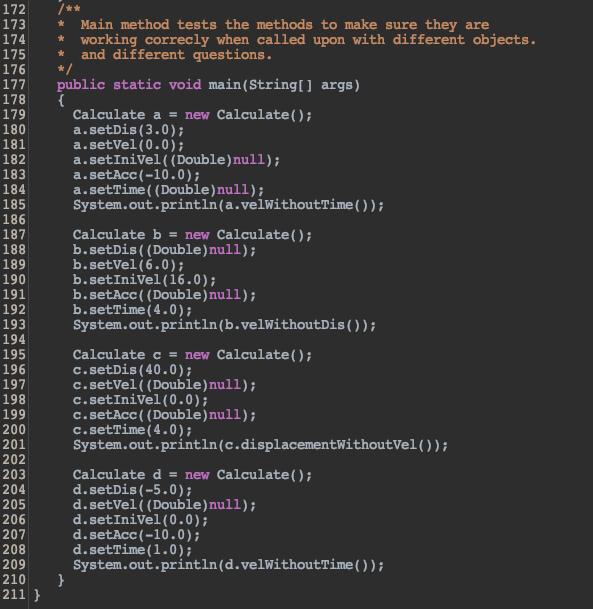 172 /**
173 * Main method tests the methods to make sure they are
174 * working correcly when called upon with different objects.
175 * and different questions.
176 */
177 public static void main(String[] args)
178 {
179 Calculate a = new Calculate();
180 a.setDis(3.0);
181 a.setVel(0.0);
182 a.setIniVel((Double)null);
183 a.setAcc(-10.0);
184 a.setTime((Double)null);
185 System.out.println(a.velWithoutTime());
186
187 Calculate b = new Calculate();
188 b.setDis((Double)null);
189 b.setVel(6.0);
190 b.setIniVel(16.0);
191 b.setAcc((Double)null);
192 b.setTime(4.0);
193 System.out.println(b.velWithoutDis());
194
195 Calculate c = new Calculate();
196 c.setDis(40.0);
197 c.setVel((Double)null);
198 c.setIniVel(0.0);
199 c.setAcc((Double)null);
200 c.setTime(4.0);
201 System.out.println(c.displacementWithoutVel());
202
203 Calculate d = new Calculate();
204 d.setDis(-5.0);
205 d.setVel((Double)null);
206 d.setIniVel(0.0);
207 d.setAcc(-10.0);
208 d.setTime(1.0);
209 System.out.println(d.velWithoutTime());
210 }
211 }